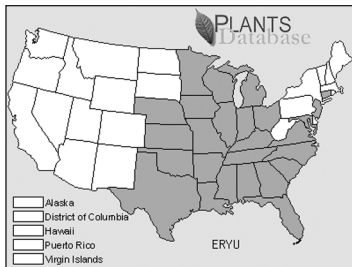 PLANTS
Database
Alaska
District of Columbia
Hawaii
Puerto Rico
Virgin Islands
ERYU